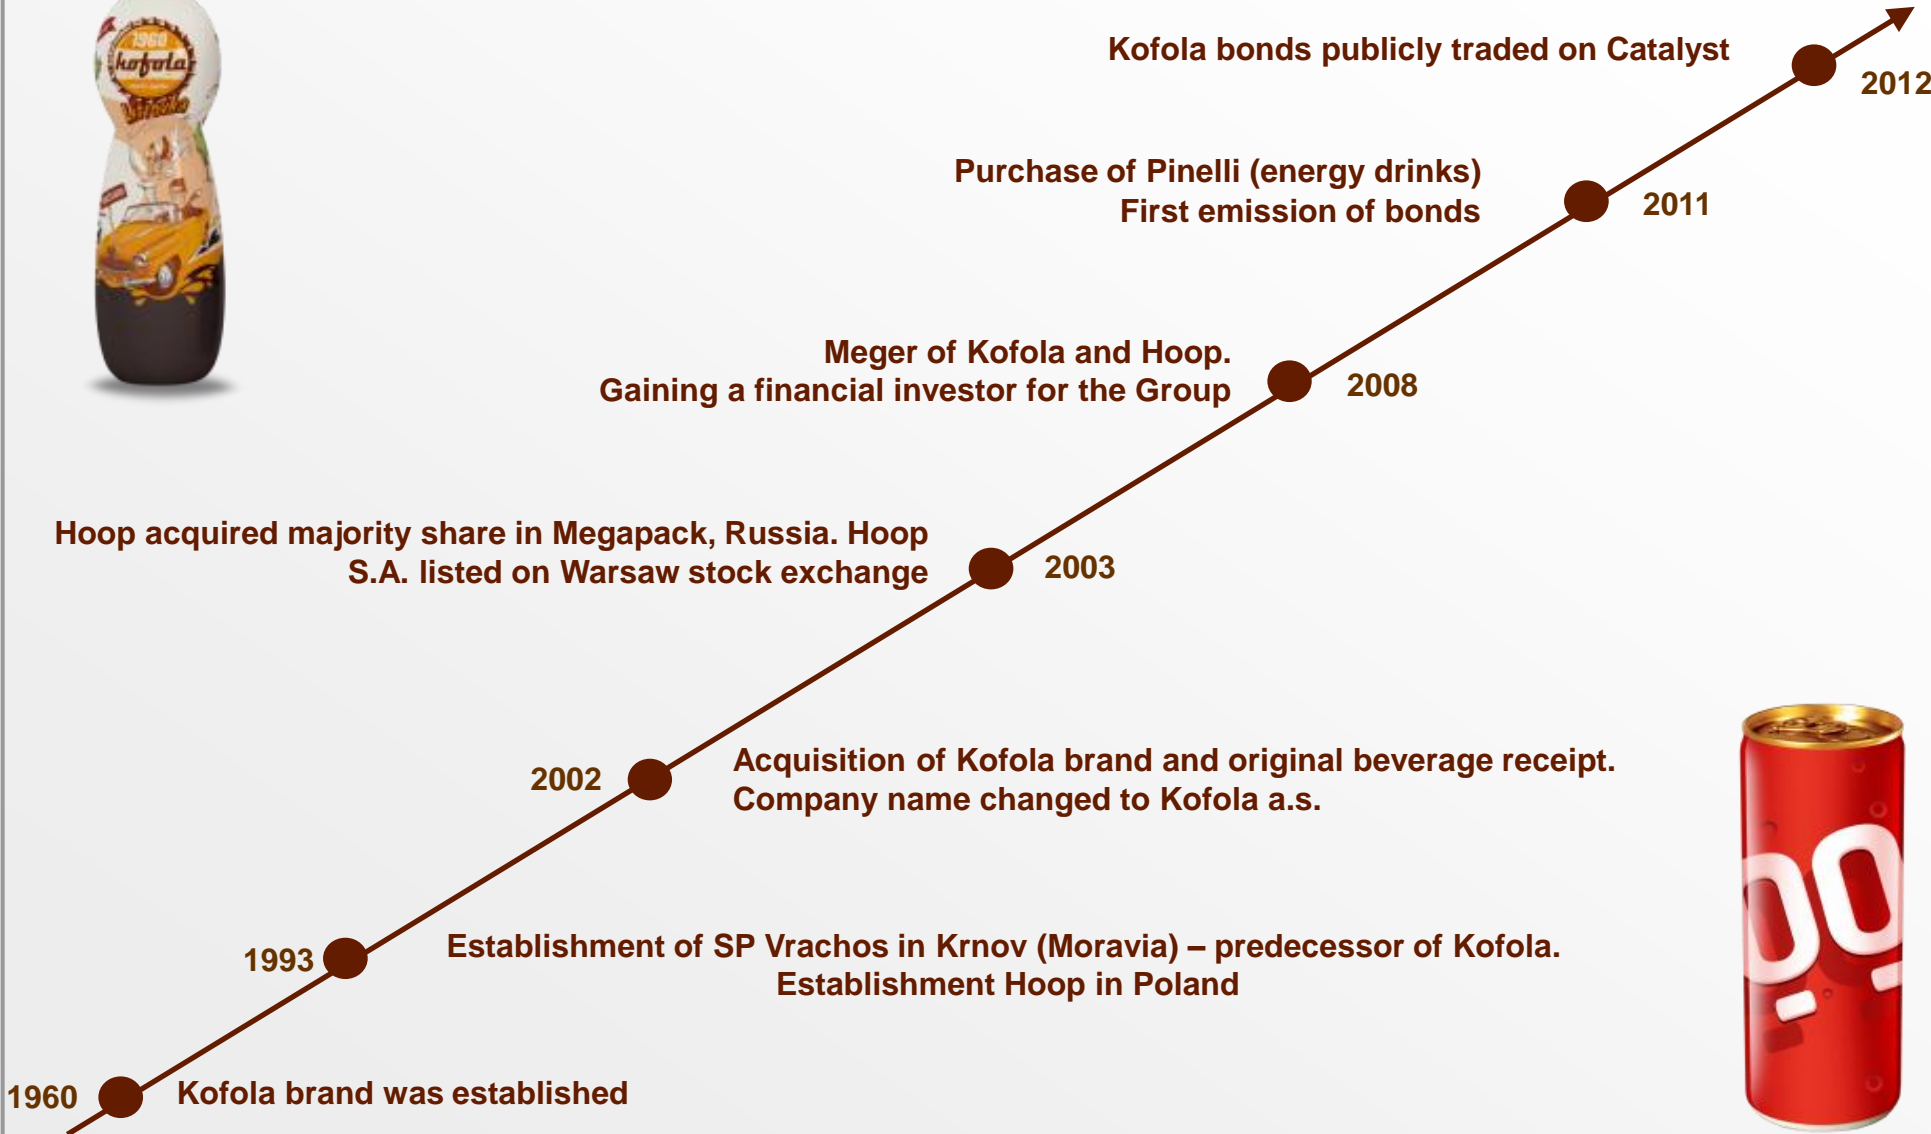 1960
kofola
Kofola bonds publicly traded on Catalyst
2012
Purchase of Pinelli (energy drinks)
First emission of bonds
2011
Meger of Kofola and Hoop.
Gaining a financial investor for the Group
2008
Hoop acquired majority share in Megapack, Russia. Hoop
S.A. listed on Warsaw stock exchange
2003
2002
Acquisition of Kofola brand and original beverage receipt.
Company name changed to Kofola a.s.
1993
Establishment of SP Vrachos in Krnov (Moravia) – predecessor of Kofola.
Establishment Hoop in Poland
1960
Kofola brand was established